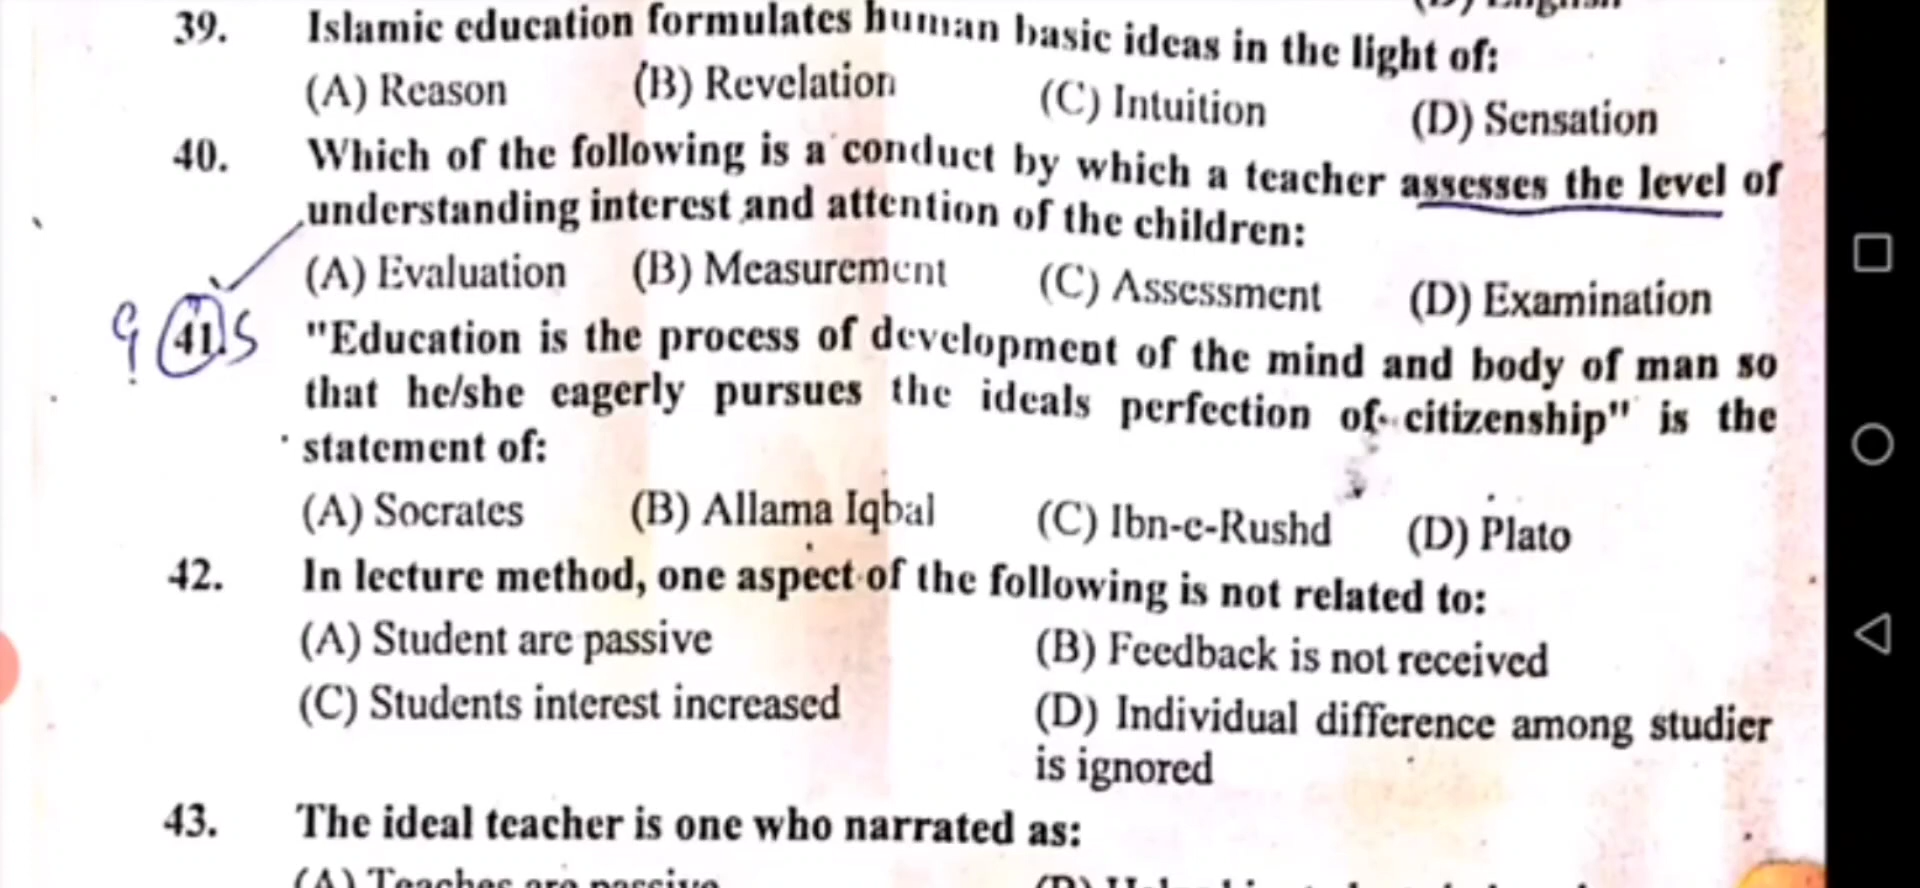 39. Islamic education formulates human basic ideas in the light of:
(A) Reason (B) Revelation (C) Intuition (D) Sensation
40. Which of the following is a conduct by which a teacher assesses the level of
understanding interest and attention of the children:
(A) Evaluation (B) Measurement (C) Assessment (D) Examination
41. "Education is the process of development of the mind and body of man so
that he/she eagerly pursues the ideals perfection of citizenship" is the
statement of:
(A) Socrates (B) Allama Iqbal (C) Ibn-e-Rushd (D) Plato
42. In lecture method, one aspect of the following is not related to:
(A) Student are passive (B) Feedback is not received
(C) Students interest increased (D) Individual difference among studier
is ignored
43. The ideal teacher is one who narrated as: